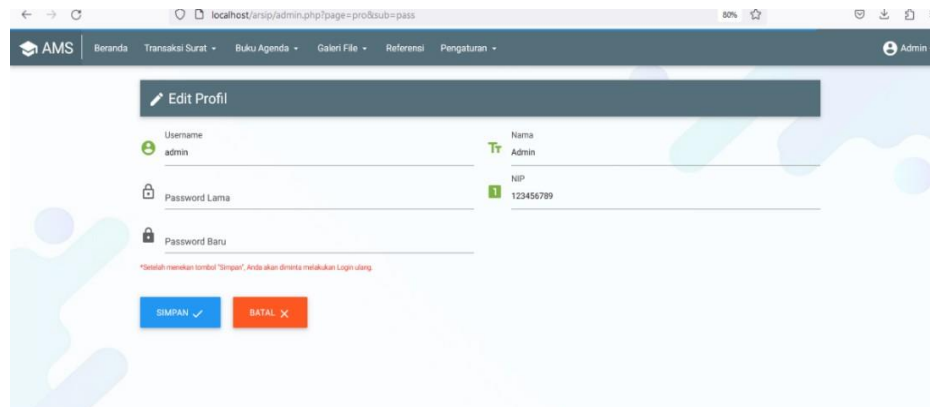 localhost/arsip/admin.php?page=pro&sub=pass 80%
AMS Beranda Transaksi Surat Buku Agenda Galeri File Referensi Pengaturan Admin
Edit Profil
Username
admin
Nama
Admin
Password Lama
NIP
1
123456789
Password Baru
*Setelah menekan tombol "Simpan", Anda akan diminta melakukan Login ulang.
SIMPAN BATAL